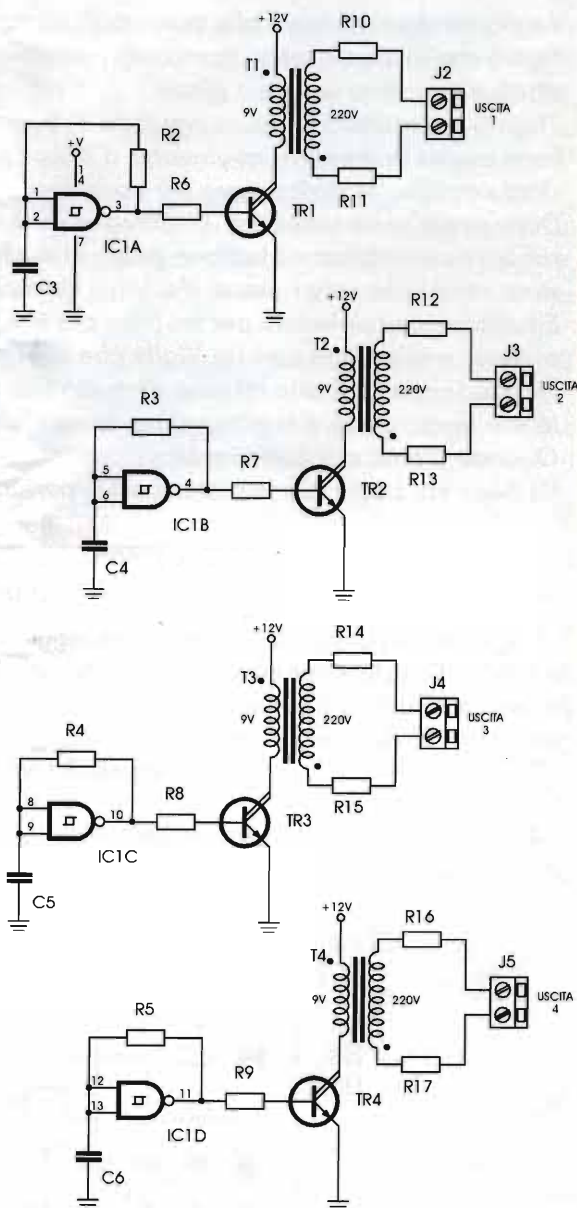 +12V
R10
T1
J2
9V
220V
USCITA
1
R2
+V
1
4
R6
R11
1
2
3
TR1
7
IC1A
C3
+12V
R12
T2
J3
9V
220V
USCITA
2
R3
R7
R13
5
6
4
TR2
IC1B
C4
+12V
R14
T3
J4
9V
220V
USCITA
3
R4
R8
R15
8
9
10
TR3
IC1C
C5
+12V
R16
T4
J5
9V
220V
USCITA
4
R5
R9
R17
12
13
11
TR4
IC1D
C6